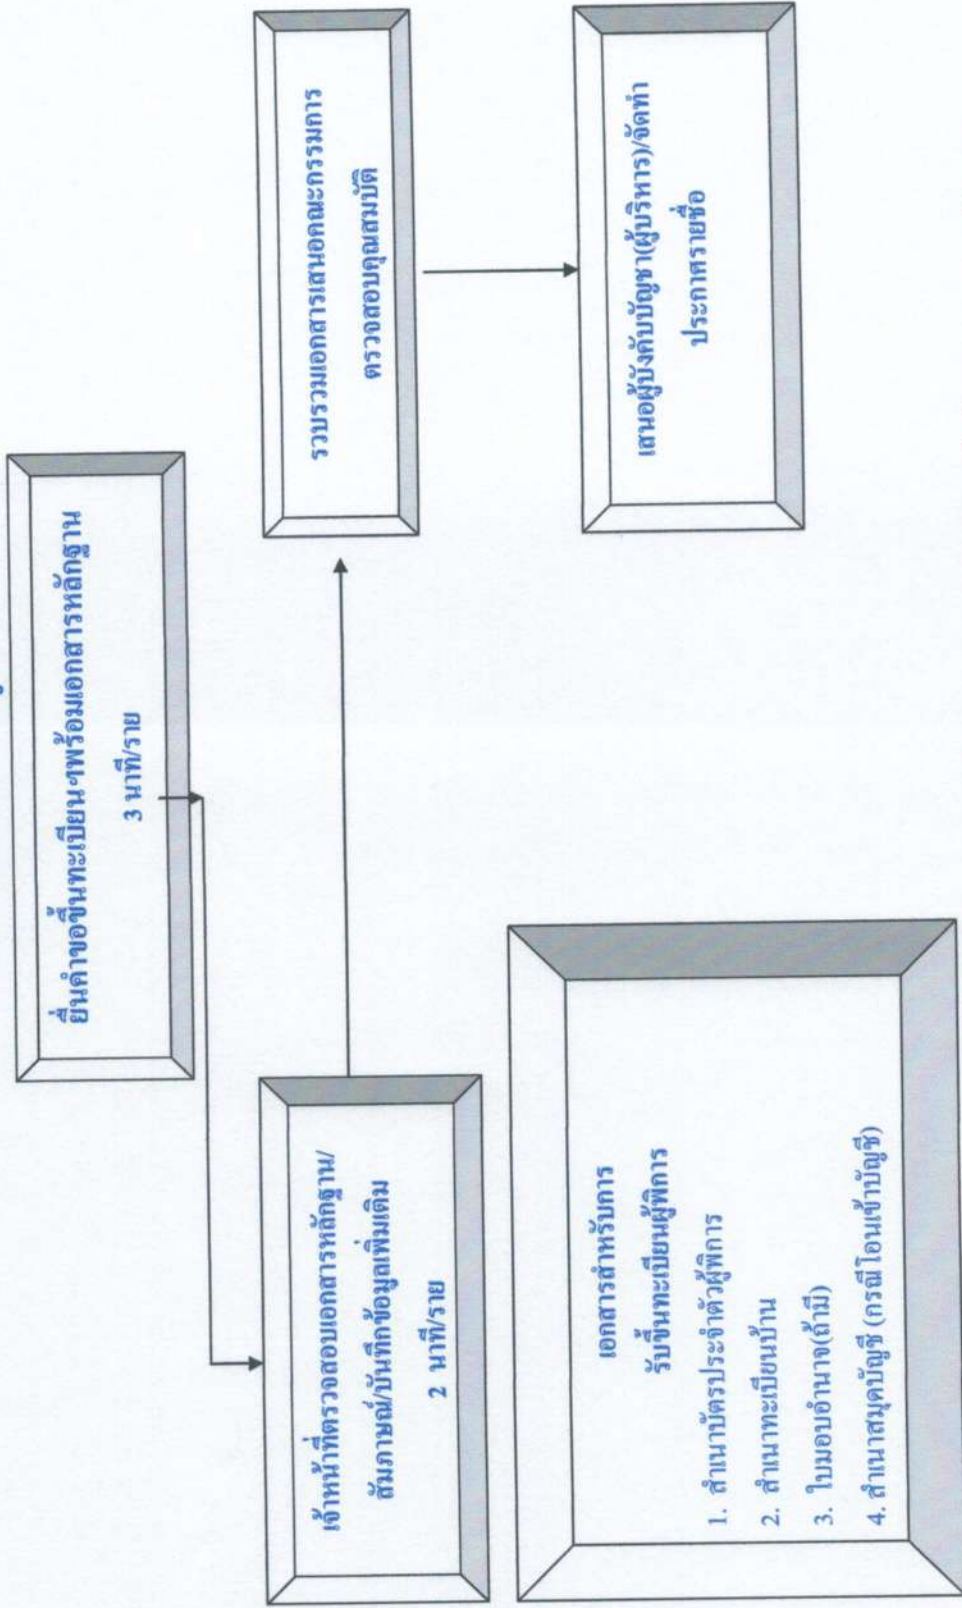 ยื่นคำขอขึ้นทะเบียนฯพร้อมเอกสารหลักฐาน
3 นาที/ราย
เจ้าหน้าที่ตรวจสอบเอกสารหลักฐาน/
สัมภาษณ์/บันทึกข้อมูลเพิ่มเติม
2 นาที/ราย
รวบรวมเอกสารเสนอคณะกรรมการ
ตรวจสอบคุณสมบัติ
เสนอผู้บังคับบัญชา(ผู้บริหาร)/จัดทำ
ประกาศรายชื่อ
เอกสารสำหรับการ
รับขึ้นทะเบียนผู้พิการ
1. สำเนาบัตรประจำตัวผู้พิการ
2. สำเนาทะเบียนบ้าน
3. ใบมอบอำนาจ(ถ้ามี)
4. สำเนาสมุดบัญชี (กรณีโอนเข้าบัญชี)